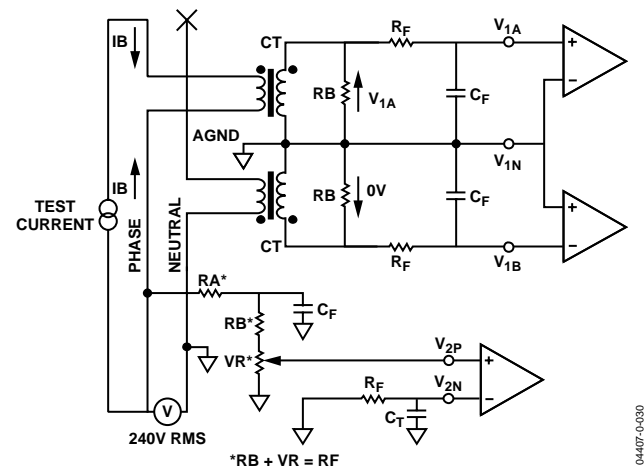 IB
CT
RF
V1A
RB
V1A
CF
AGND
V1N
IB
TEST
CURRENT
PHASE
NEUTRAL
RB
0V
CF
CT
RF
V1B
RA*
CF
RB*
VR*
V2P
RF
V2N
CT
V
240V RMS
*RB + VR = RF
04407-0-030
+
−
+
−
+
−